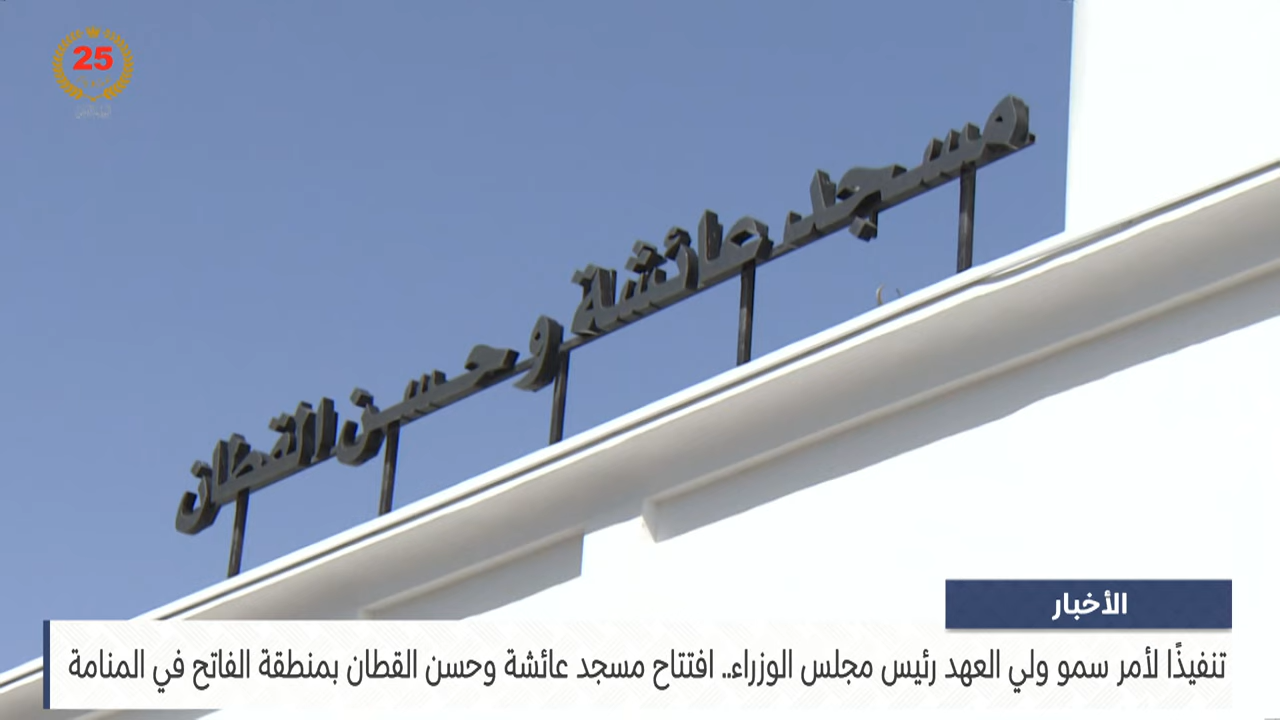 25
مسجد عائشة وحسن القطان
الأخبار
تنفيذًا لأمر سمو ولي العهد رئيس مجلس الوزراء.. افتتاح مسجد عائشة وحسن القطان بمنطقة الفاتح في المنامة